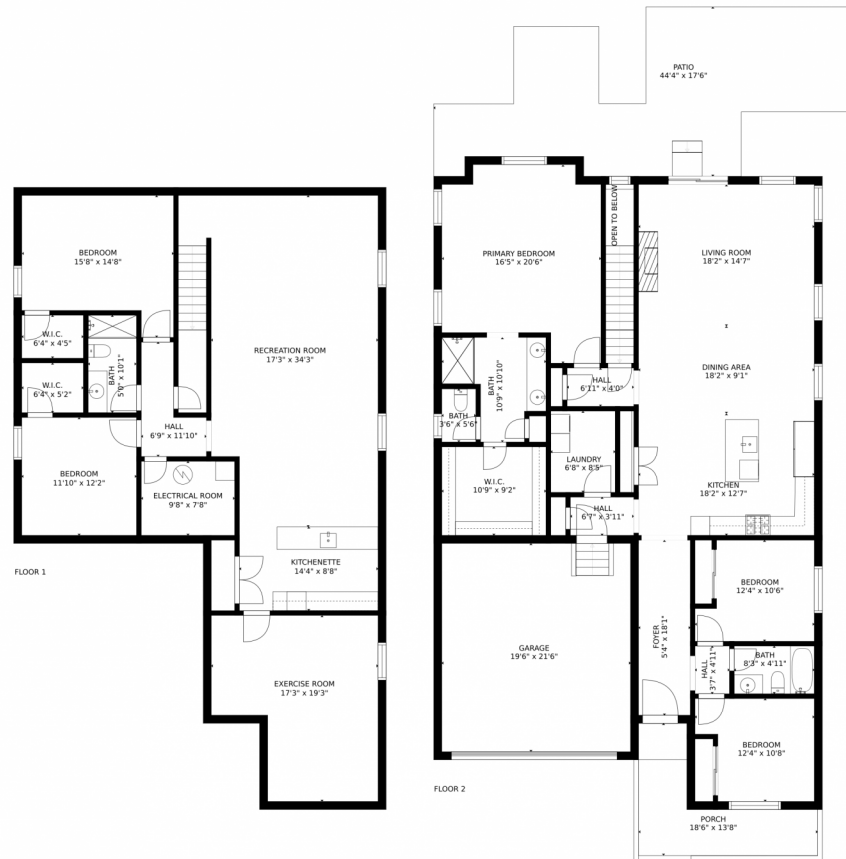 PATIO
44'4" x 17'6"
BEDROOM
15'8" x 14'8"
W.I.C.
6'4" x 4'5"
BATH
5'0" x 10'1"
W.I.C.
6'4" x 5'2"
RECREATION ROOM
17'3" x 34'3"
HALL
6'9" x 11'10"
BEDROOM
11'10" x 12'2"
ELECTRICAL ROOM
9'8" x 7'8"
KITCHENETTE
14'4" x 8'8"
FLOOR 1
EXERCISE ROOM
17'3" x 19'3"
OPEN TO BELOW
PRIMARY BEDROOM
16'5" x 20'6"
LIVING ROOM
18'2" x 14'7"
DINING AREA
18'2" x 9'1"
HALL
6'11" x 4'0"
BATH
10'9" x 10'10"
BATH
3'6" x 5'6"
LAUNDRY
6'8" x 8'5"
W.I.C.
10'9" x 9'2"
KITCHEN
18'2" x 12'7"
HALL
6'7" x 3'11"
BEDROOM
12'4" x 10'6"
FOYER
5'4" x 18'1"
GARAGE
19'6" x 21'6"
BATH
8'3" x 4'11"
HALL
3'7" x 4'11"
BEDROOM
12'4" x 10'8"
FLOOR 2
PORCH
18'6" x 13'8"